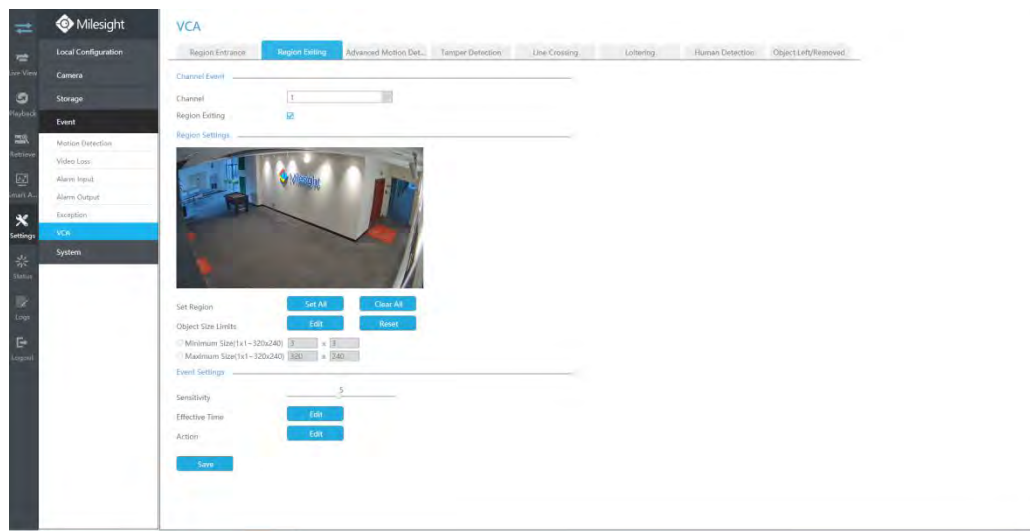 Milesight
VCA
Local Configuration
Region Entrance Region Exiting Advanced Motion Det... Tamper Detection Line Crossing Loitering Human Detection Object Left/Removed
Live View
Camera
Channel Event
Storage
Channel 1
Playback
Region Exiting
Event
Region Settings
Motion Detection
Retrieve
Video Loss
Milesight
Alarm Input
Smart A...
Alarm Output
Exception
Settings
VCA
System
Status
Set Region Set All Clear All
Logs
Object Size Limits Edit Reset
Minimum Size(1x1~320x240) 3 x 3
Logout
Maximum Size(1x1~320x240) 320 x 240
Event Settings
5
Sensitivity
Effective Time Edit
Action Edit
Save